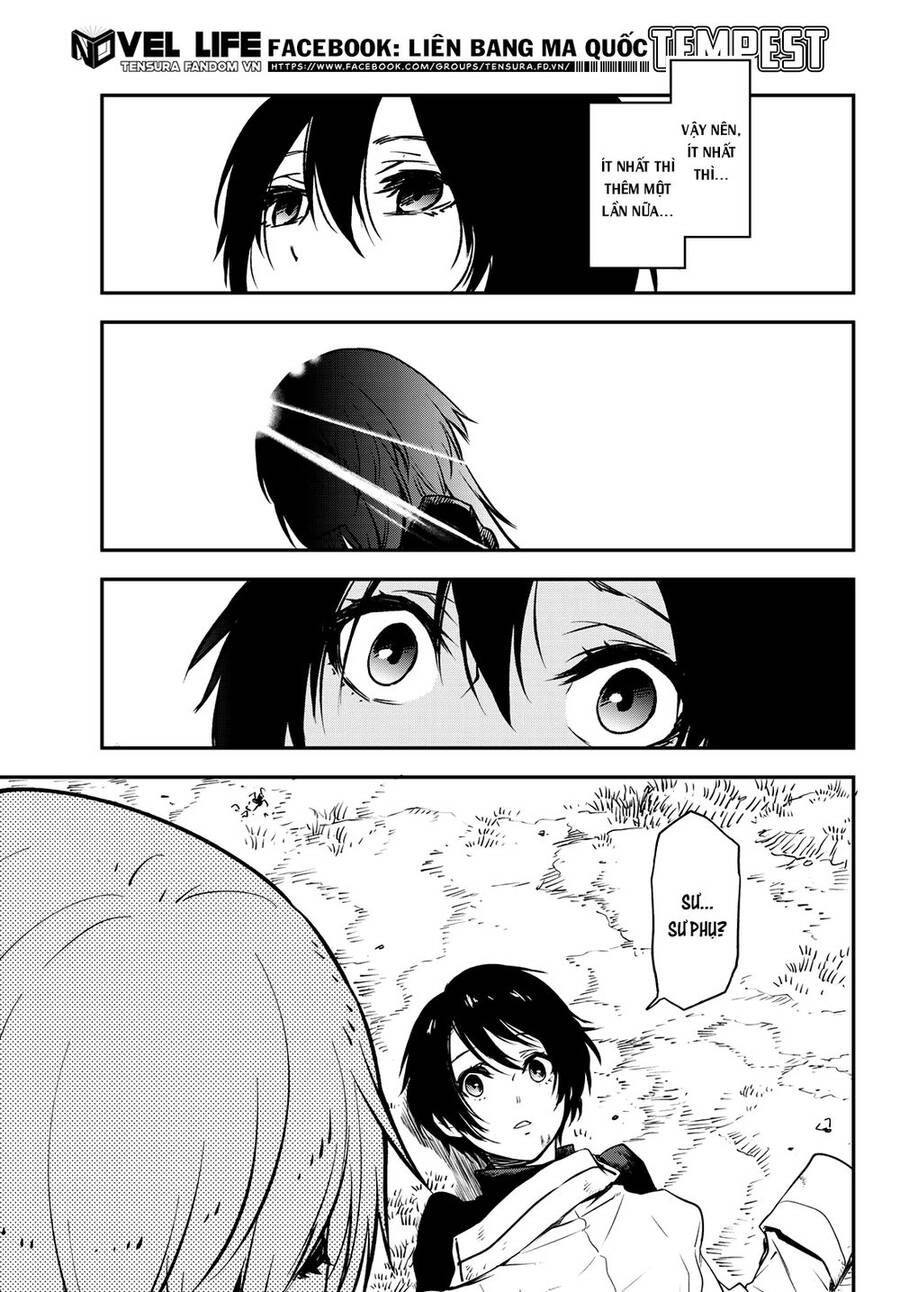 NOVEL LIFE
TENSURA FANDOM VN
FACEBOOK: LIÊN BANG MA QUỐC TEMPEST
HTTPS://WWW.FACEBOOK.COM/GROUPS/TENSURA.FD.VN/
VẬY NÊN,
ÍT NHẤT
THÌ...
ÍT NHẤT THÌ
THÊM MỘT
LẦN NỮA...
SƯ...
SƯ PHỤ?